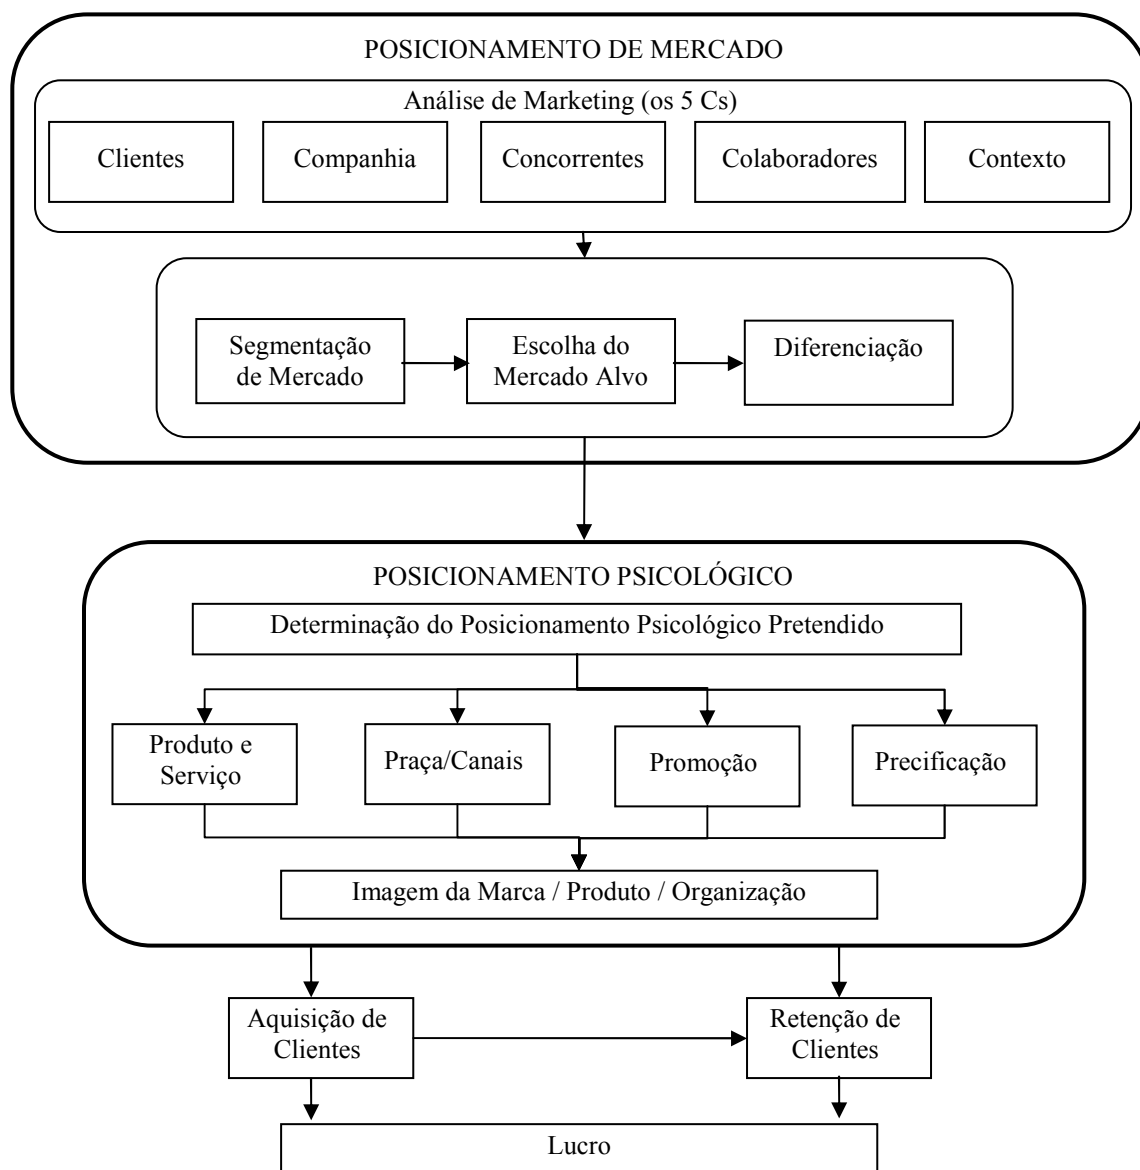 POSICIONAMENTO DE MERCADO
Análise de Marketing (os 5 Cs)
Clientes
Companhia
Concorrentes
Colaboradores
Contexto
Segmentação
de Mercado
Escolha do
Mercado Alvo
Diferenciação
POSICIONAMENTO PSICOLÓGICO
Determinação do Posicionamento Psicológico Pretendido
Produto e
Serviço
Praça/Canais
Promoção
Precificação
Imagem da Marca / Produto / Organização
Aquisição de
Clientes
Retenção de
Clientes
Lucro